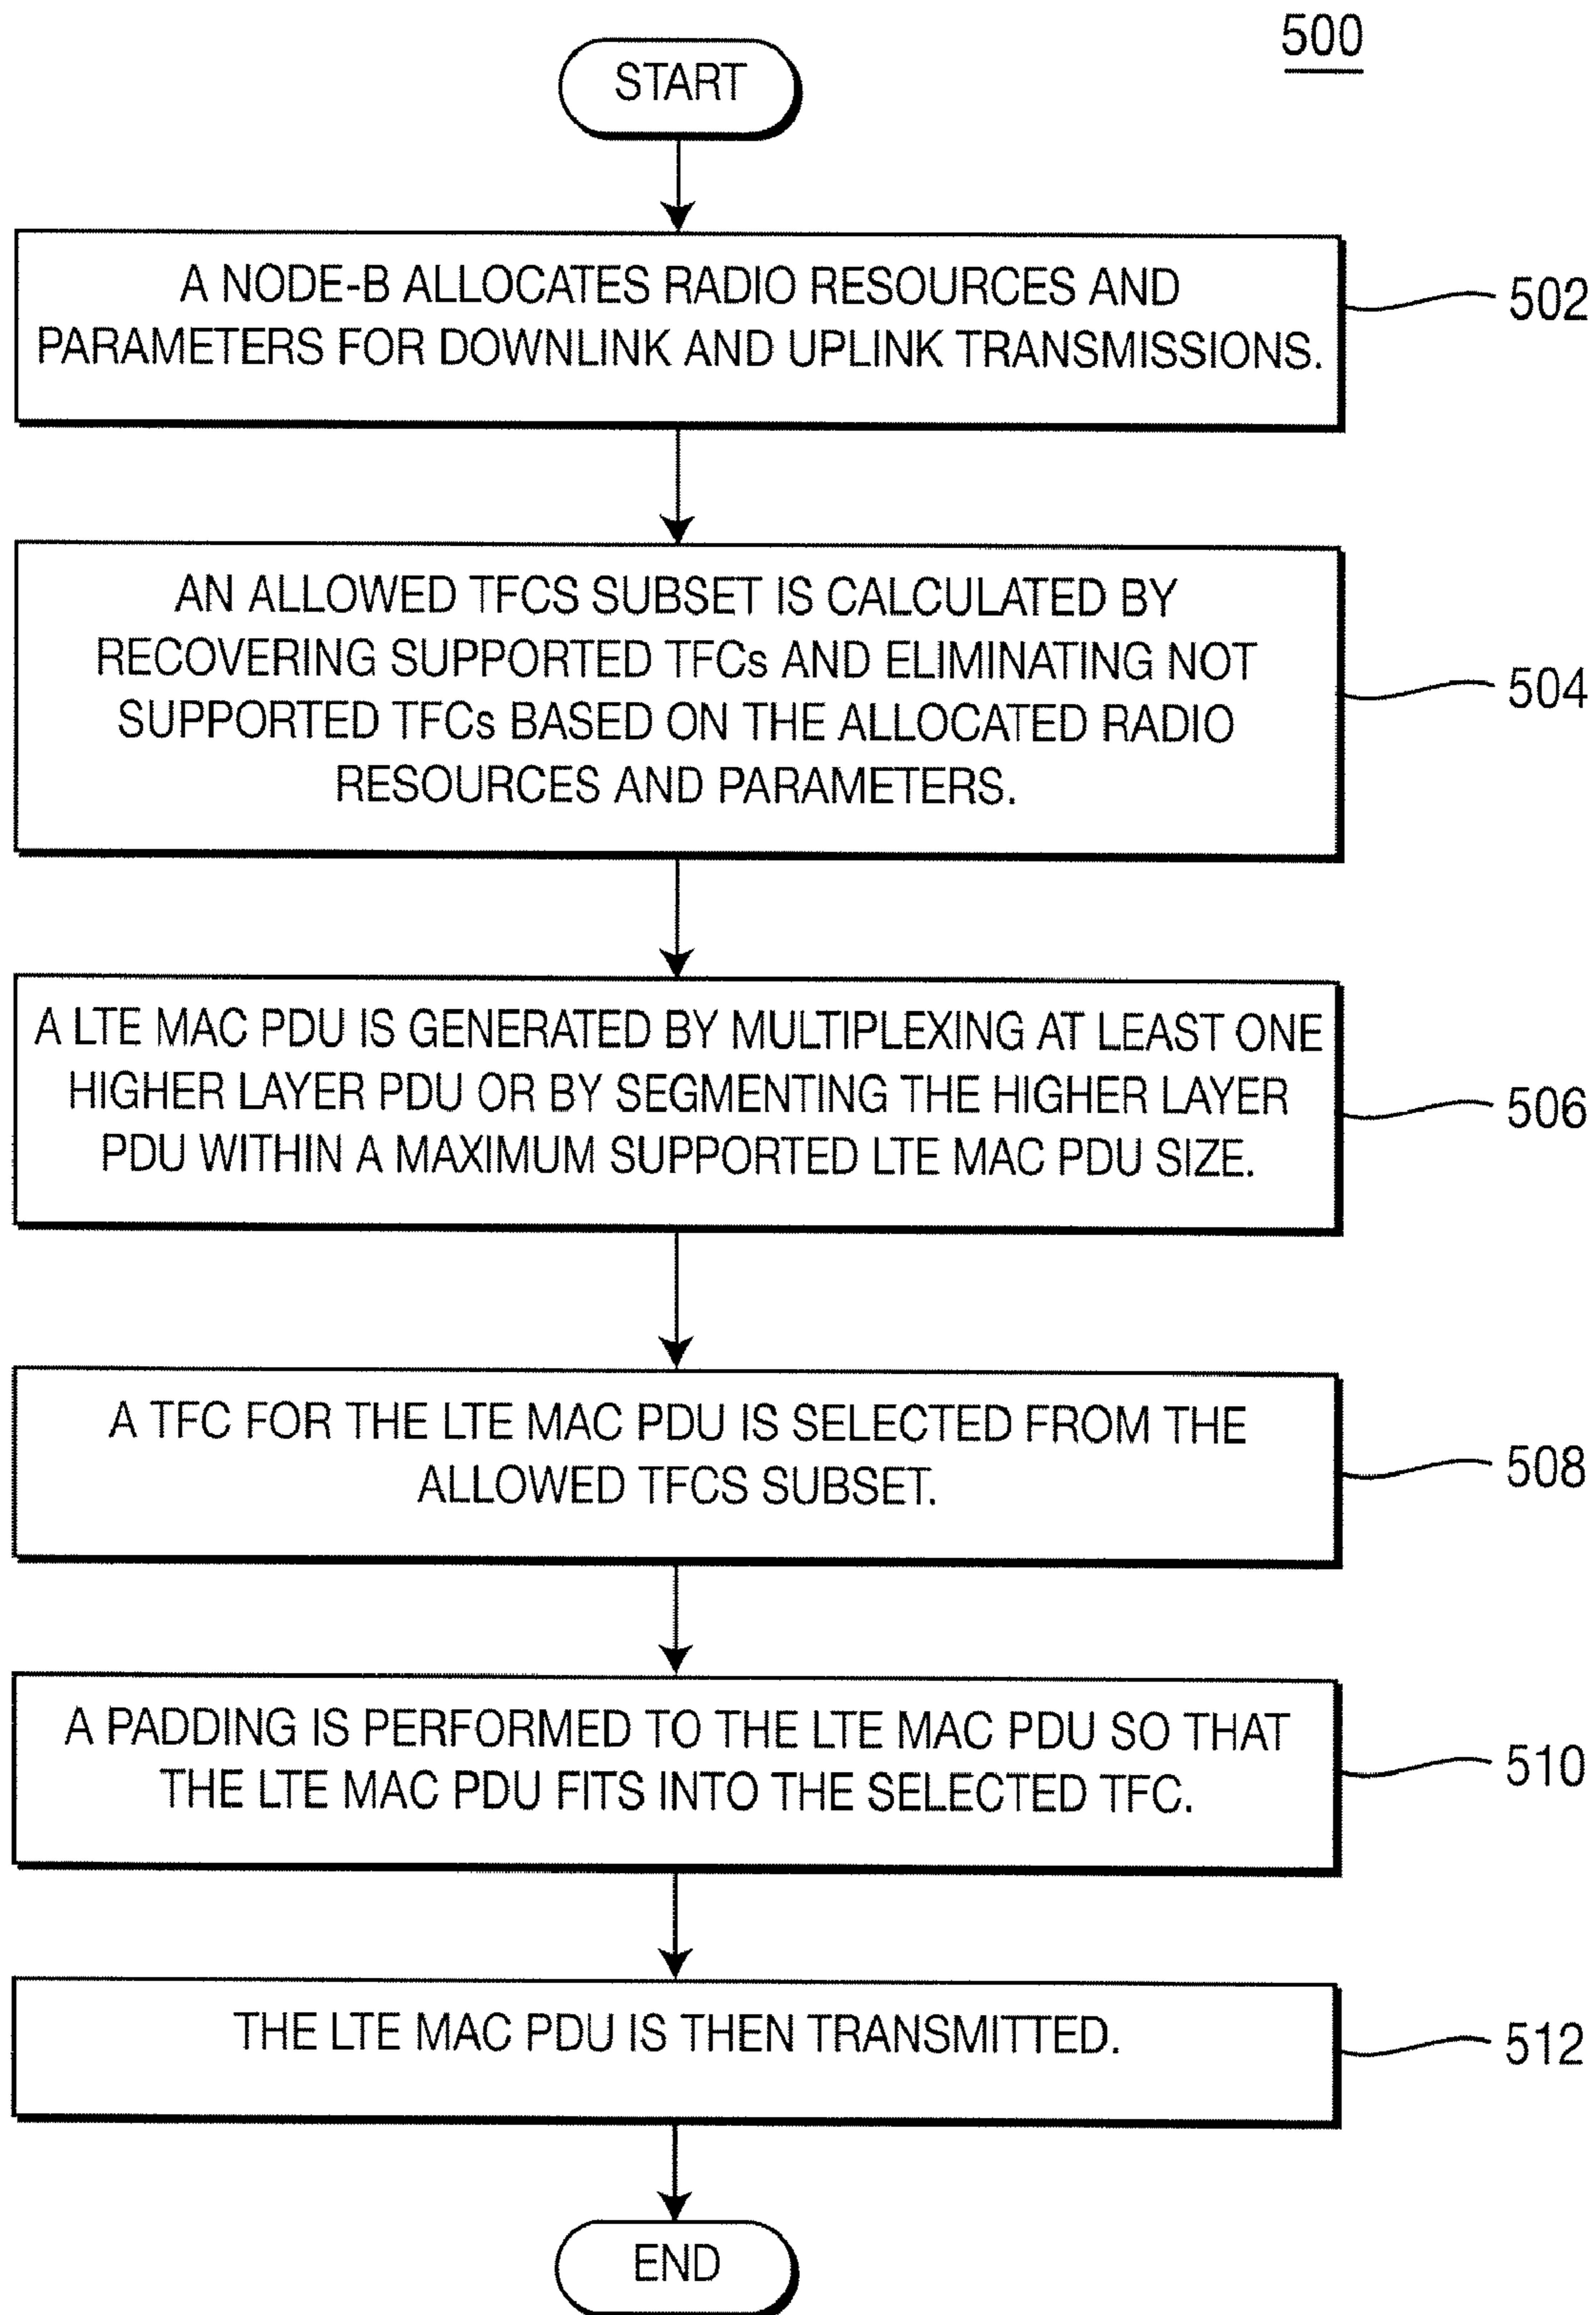 500
START
A NODE-B ALLOCATES RADIO RESOURCES AND
PARAMETERS FOR DOWNLINK AND UPLINK TRANSMISSIONS.
502
AN ALLOWED TFCS SUBSET IS CALCULATED BY
RECOVERING SUPPORTED TFCs AND ELIMINATING NOT
SUPPORTED TFCs BASED ON THE ALLOCATED RADIO
RESOURCES AND PARAMETERS.
504
A LTE MAC PDU IS GENERATED BY MULTIPLEXING AT LEAST ONE
HIGHER LAYER PDU OR BY SEGMENTING THE HIGHER LAYER
PDU WITHIN A MAXIMUM SUPPORTED LTE MAC PDU SIZE.
506
A TFC FOR THE LTE MAC PDU IS SELECTED FROM THE
ALLOWED TFCS SUBSET.
508
A PADDING IS PERFORMED TO THE LTE MAC PDU SO THAT
THE LTE MAC PDU FITS INTO THE SELECTED TFC.
510
THE LTE MAC PDU IS THEN TRANSMITTED.
512
END